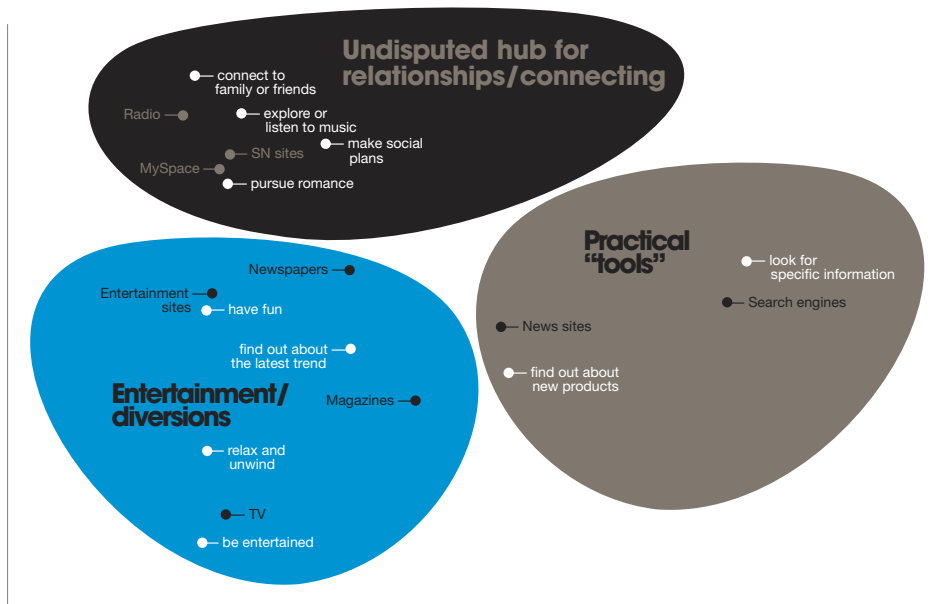 Undisputed hub for
relationships/connecting
connect to
family or friends
Radio
explore or
listen to music
make social
plans
SN sites
MySpace
pursue romance
Practical
“tools”
look for
specific information
Search engines
News sites
find out about
new products
Newspapers
Entertainment
sites
have fun
find out about
the latest trend
Entertainment/
diversions
Magazines
relax and
unwind
TV
be entertained